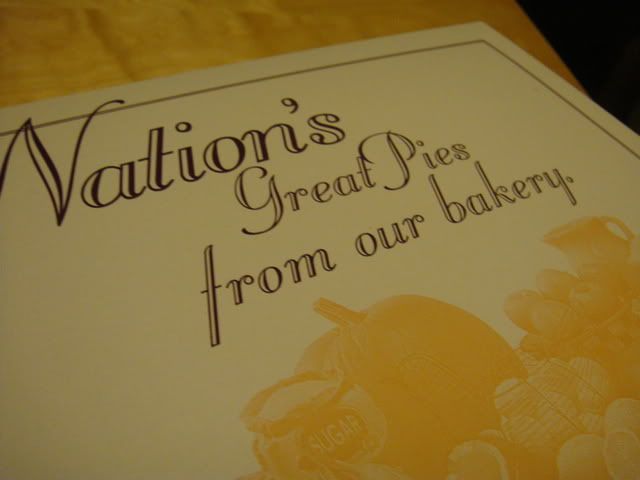 Nation's
Great Pies
from our bakery.
SUGAR